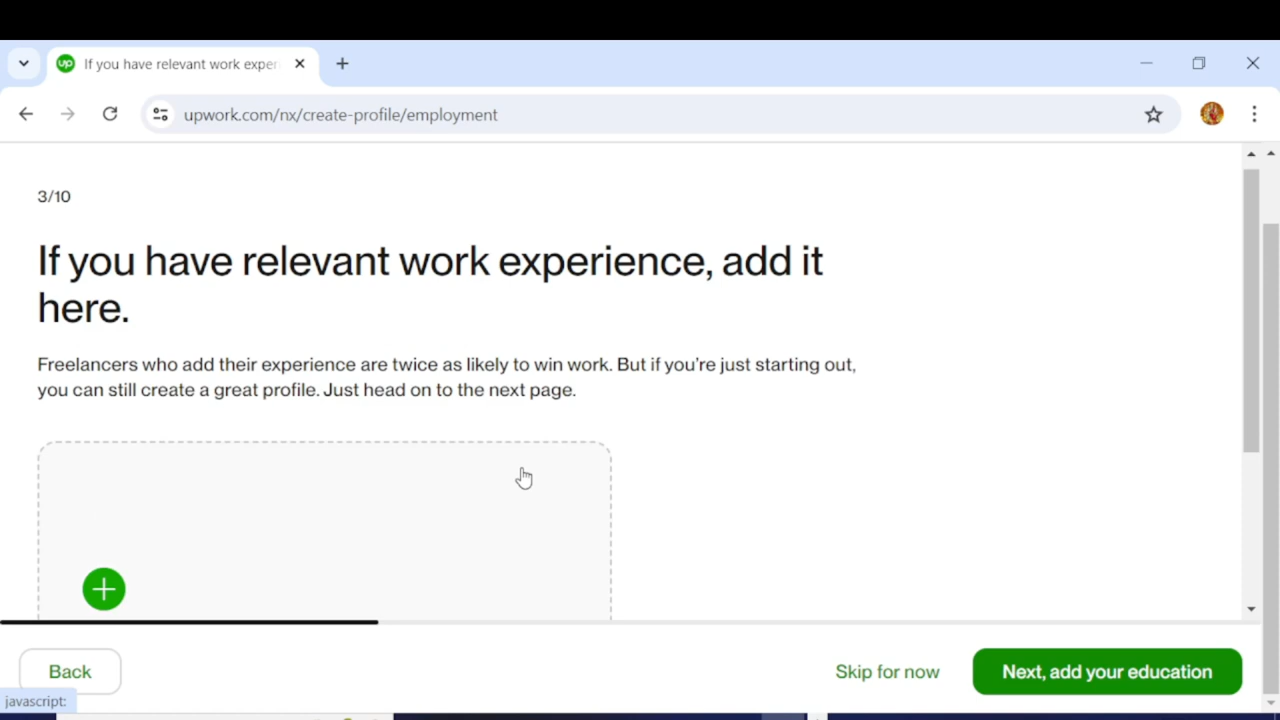 up If you have relevant work exper
upwork.com/nx/create-profile/employment
3/10
If you have relevant work experience, add it
here.
Freelancers who add their experience are twice as likely to win work. But if you're just starting out,
you can still create a great profile. Just head on to the next page.
Back
Skip for now
Next, add your education
javascript: